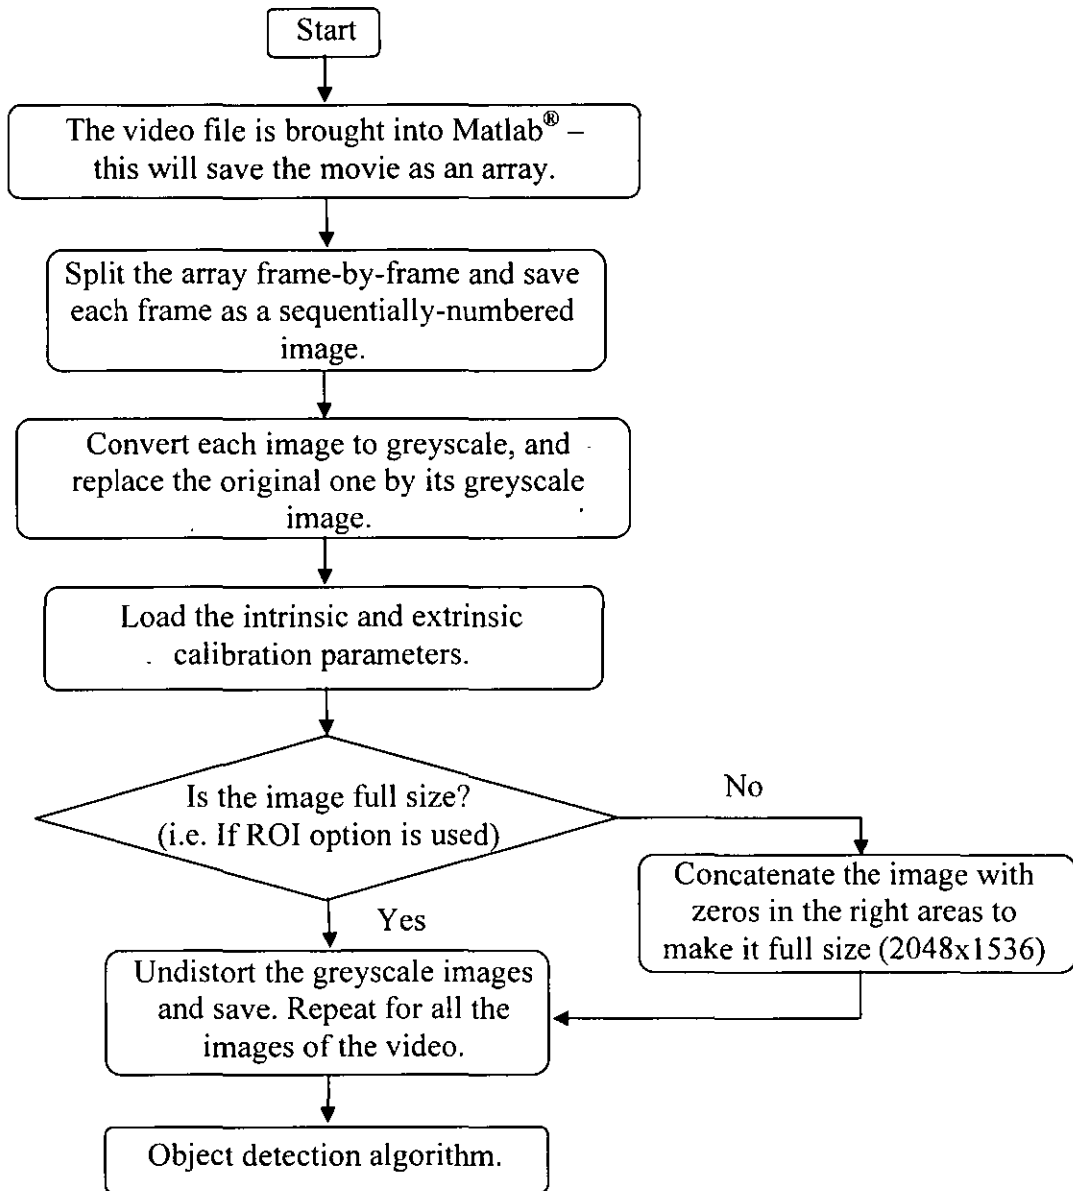 Start
The video file is brought into Matlab® –
this will save the movie as an array.
Split the array frame-by-frame and save
each frame as a sequentially-numbered
image.
Convert each image to greyscale, and
replace the original one by its greyscale
image.
Load the intrinsic and extrinsic
calibration parameters.
Is the image full size?
(i.e. If ROI option is used)
No
Concatenate the image with
zeros in the right areas to
make it full size (2048x1536)
Yes
Undistort the greyscale images
and save. Repeat for all the
images of the video.
Object detection algorithm.